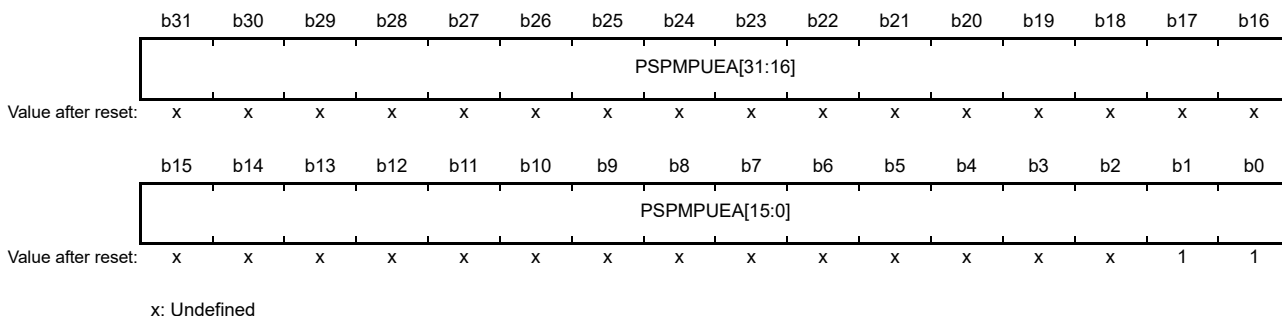 b31 b30 b29 b28 b27 b26 b25 b24 b23 b22 b21 b20 b19 b18 b17 b16
PSPMPUEA[31:16]
Value after reset: x x x x x x x x x x x x x x x x
b15 b14 b13 b12 b11 b10 b9 b8 b7 b6 b5 b4 b3 b2 b1 b0
PSPMPUEA[15:0]
Value after reset: x x x x x x x x x x x x x x 1 1
x: Undefined